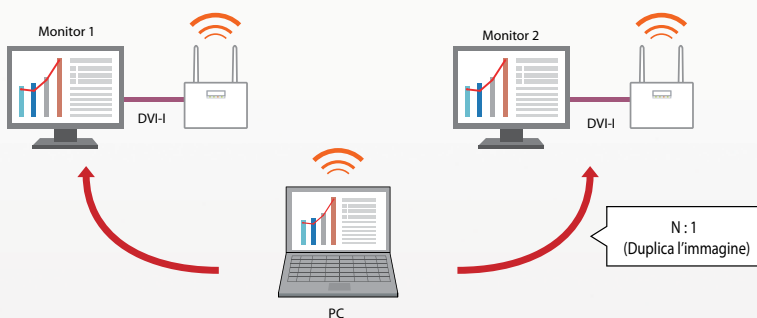 Monitor 1
DVI-I
Monitor 2
DVI-I
N : 1
(Duplica l’immagine)
PC